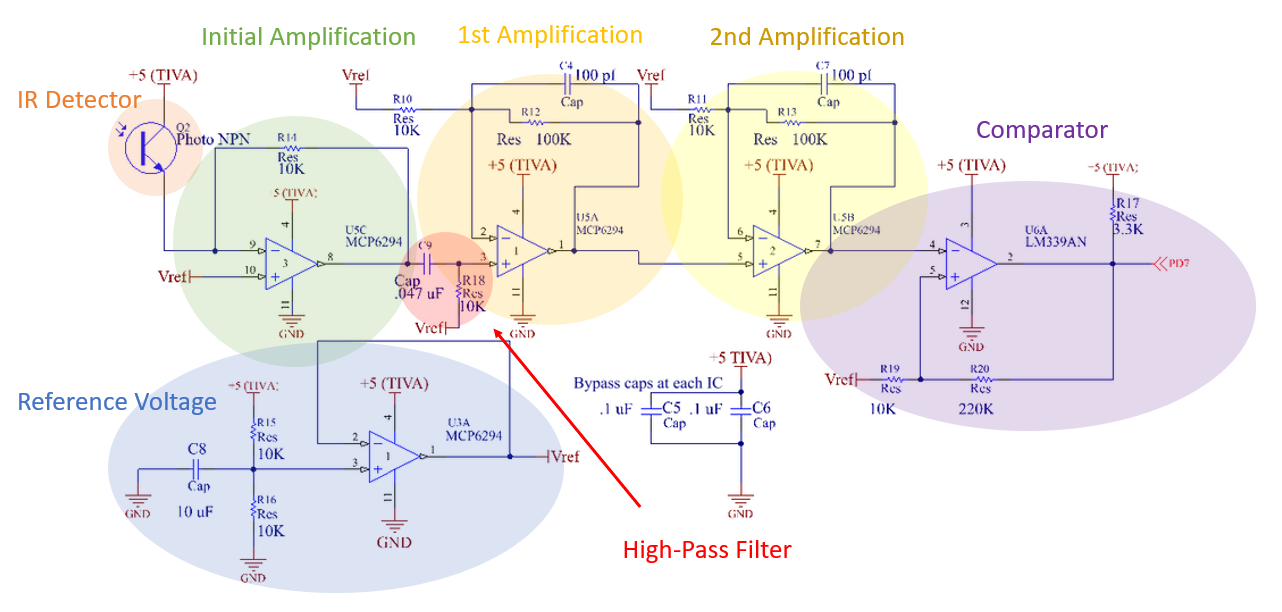 Initial Amplification
1st Amplification
2nd Amplification
IR Detector
+5 (TIVA)
Q2
Photo NPN
R14
Res
10K
5 (TIVA)
4
U5C
MCP6294
9
10
3
8
11
GND
Vref
C9
Cap
.047 uF
R18
Res
10K
Vref
Vref
R10
10K
C4
100 pf
Cap
R12
Res 100K
+5 (TIVA)
4
U5A
MCP6294
2
3
1
1
11
GND
Vref
R11
10K
C7
100 pf
Cap
R13
Res 100K
+5 (TIVA)
4
U5B
MCP6294
6
5
2
7
11
GND
Comparator
+5 (TIVA)
3
+5 (TIVA)
R17
Res
3.3K
U6A
LM339AN
4
5
1
2
12
GND
PD7
Vref
R19
Res
10K
R20
Res
220K
Reference Voltage
+5 (TIVA)
R15
Res
10K
C8
Cap
10 uF
GND
R16
Res
10K
GND
+5 (TIVA)
4
U3A
MCP6294
2
3
1
1
11
GND
Vref
+5 TIVA)
Bypass caps at each IC
.1 uF
C5
Cap
.1 uF
C6
Cap
GND
High-Pass Filter